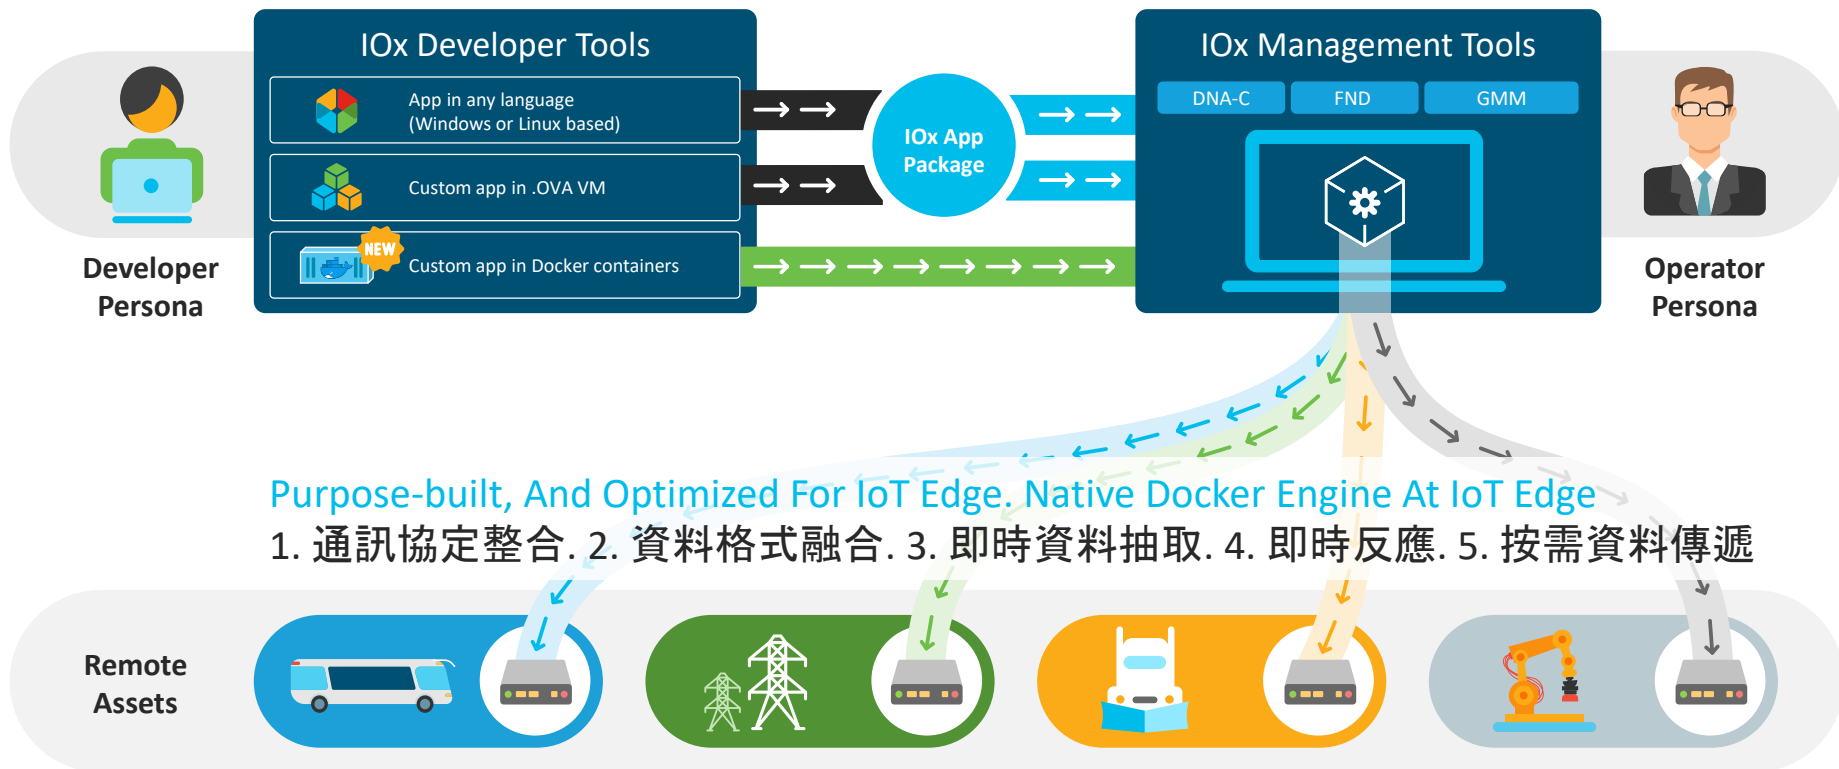 IOx Developer Tools
App in any language
(Windows or Linux based)
Custom app in .OVA VM
NEW
Custom app in Docker containers
Developer
Persona
IOx App
Package
IOx Management Tools
DNA-C
FND
GMM
Operator
Persona
Purpose-built, And Optimized For IoT Edge. Native Docker Engine At IoT Edge
1. 通訊協定整合. 2. 資料格式融合. 3. 即時資料抽取. 4. 即時反應. 5. 按需資料傳遞
Remote
Assets